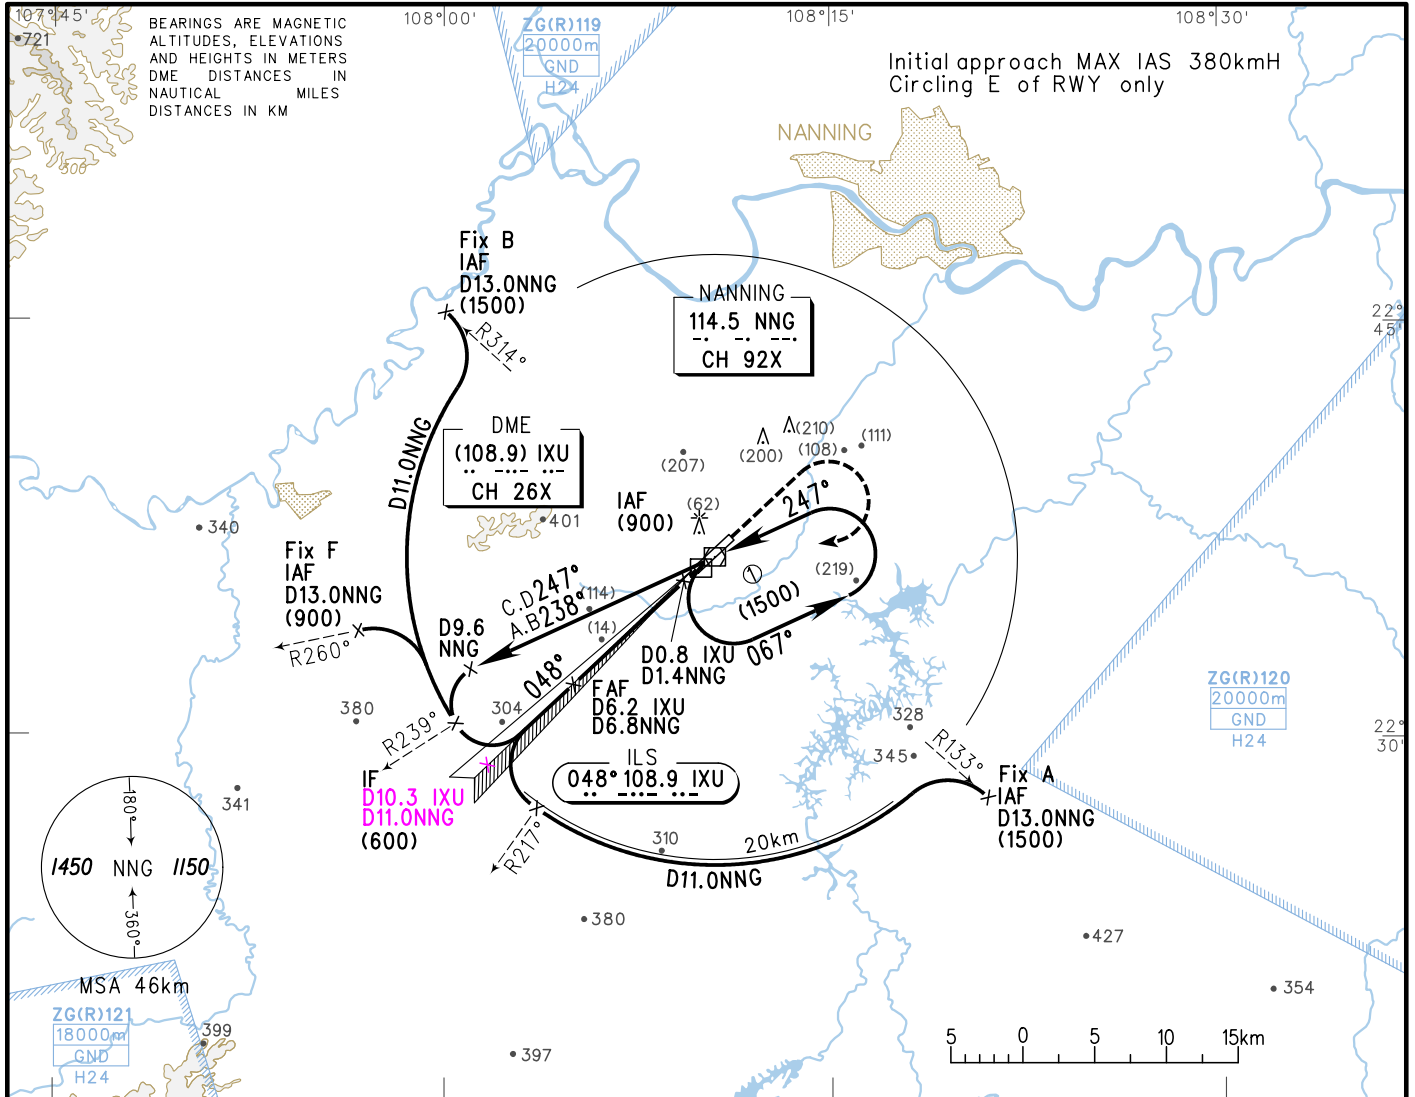 107°45'
108°00'
108°15'
108°30'
721
BEARINGS ARE MAGNETIC
ALTITUDES, ELEVATIONS
AND HEIGHTS IN METERS
DME DISTANCES IN
NAUTICAL MILES
DISTANCES IN KM
ZG(R)119
20000m
GND
H24
Initial approach MAX IAS 380kmH
Circling E of RWY only
NANNING
500
Fix B
IAF
D13.0NNG
(1500)
R314°
NANNING
114.5 NNG
-. -. --.
CH 92X
22°
45'
D11.0NNG
DME
(108.9) IXU
.. -..- ..-
CH 26X
(210)
(200)
(108)
(111)
(207)
247°
IAF
(900)
(62)
401
340
Fix F
IAF
D13.0NNG
(900)
R260°
C.D247°
A.B238°
(114)
(14)
(219)
(1500)
067°
D9.6
NNG
048°
D0.8 IXU
D1.4NNG
FAF
D6.2 IXU
D6.8NNG
ZG(R)120
20000m
GND
H24
380
R239°
304
328
345
R133°
22°
30'
ILS
048° 108.9 IXU
.. -..- ..-
IF
D10.3 IXU
D11.0NNG
(600)
Fix A
IAF
D13.0NNG
(1500)
341
R217°
310
20km
D11.0NNG
180°
1450 NNG 1150
360°
MSA 46km
380
427
354
ZG(R)121
18000m
GND
H24
399
397
5 0 5 10 15km